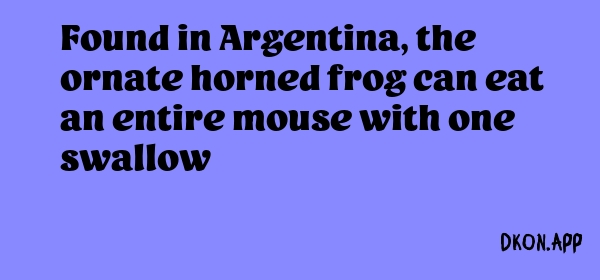 Found in Argentina, the
ornate horned frog can eat
an entire mouse with one
swallow
DKON.APP